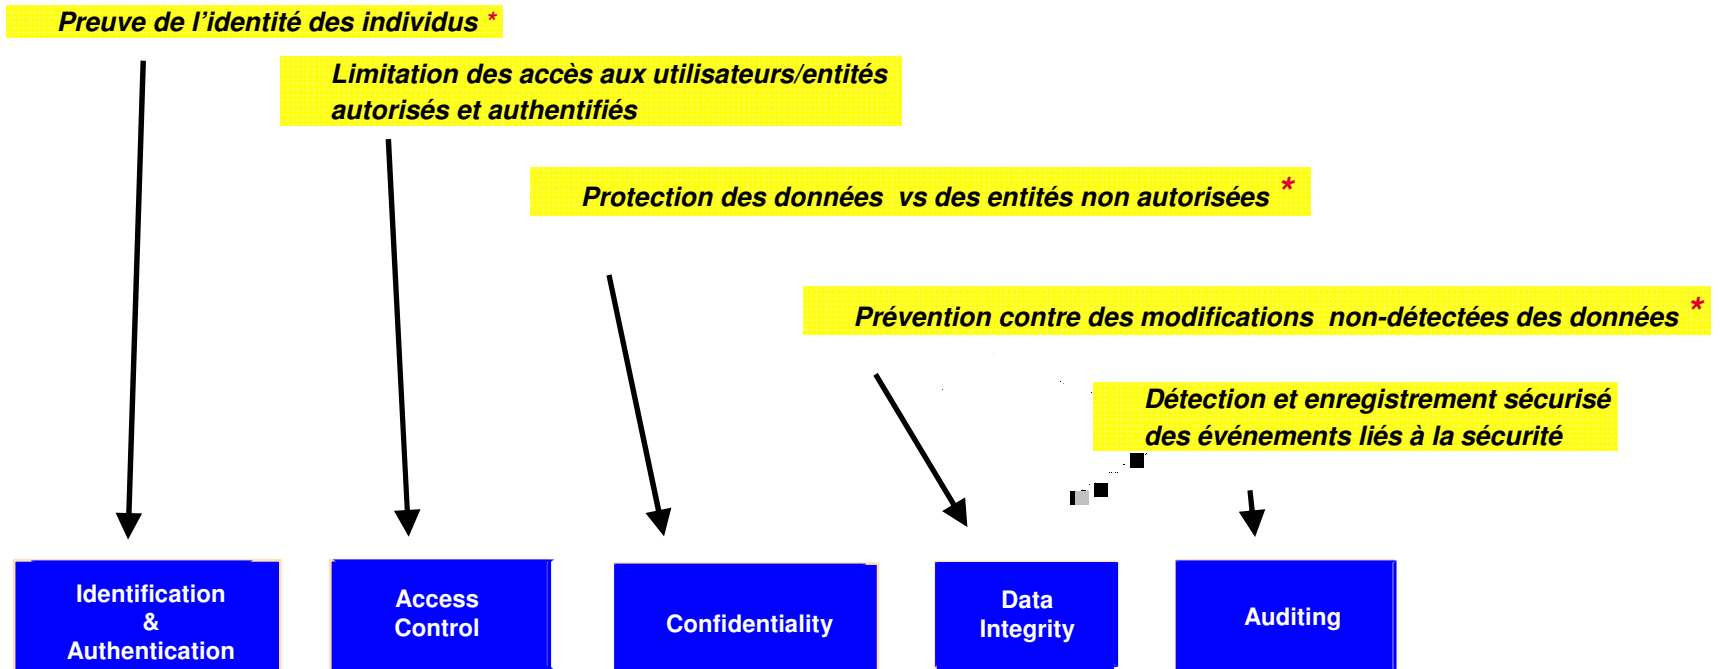 Preuve de l’identité des individus *
Limitation des accès aux utilisateurs/entités
autorisés et authentifiés
Protection des données vs des entités non autorisées *
Prévention contre des modifications non-détectées des données *
Détection et enregistrement sécurisé
des événements liés à la sécurité
Identification
&
Authentication
Access
Control
Confidentiality
Data
Integrity
Auditing